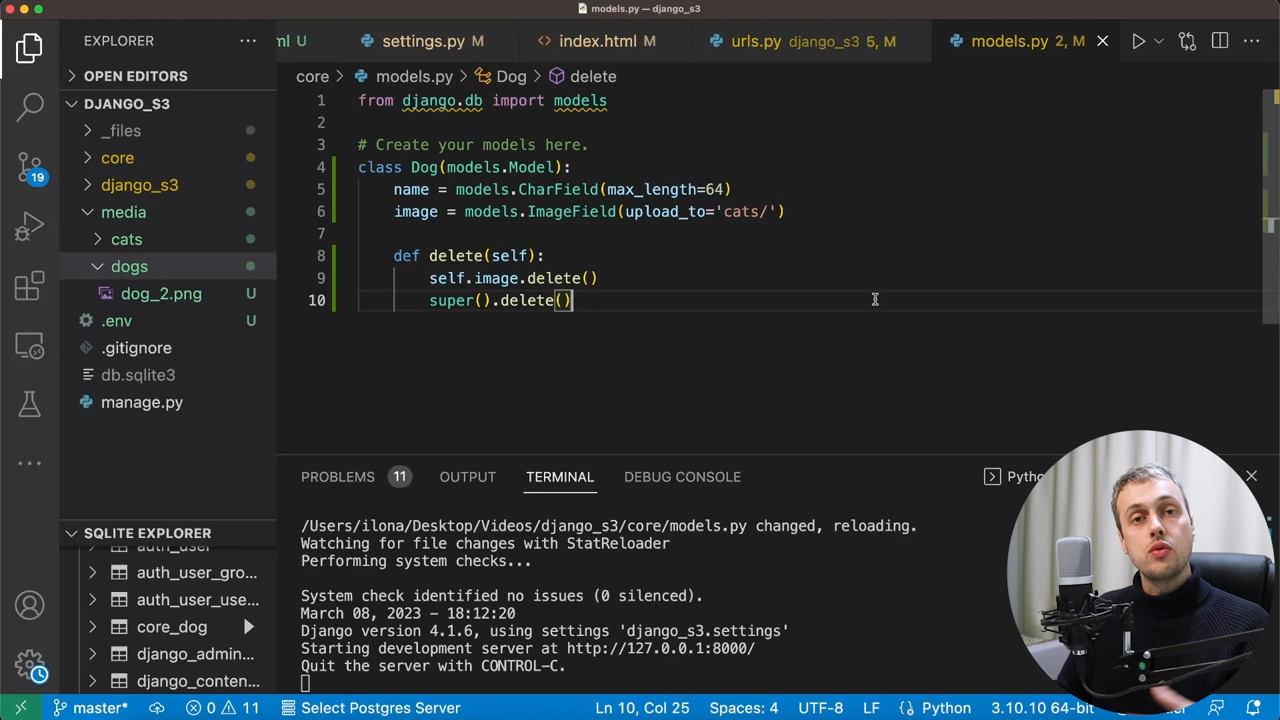 models.py — django_s3
EXPLORER
ml U
settings.py M
index.html M
urls.py django_s3 5, M
models.py 2, M
OPEN EDITORS
core models.py Dog delete
DJANGO_S3
_files
core
django_s3
media
cats
dogs
dog_2.png U
.env U
.gitignore
db.sqlite3
manage.py
19
1 from django.db import models
2
3 # Create your models here.
4 class Dog(models.Model):
5 name = models.CharField(max_length=64)
6 image = models.ImageField(upload_to='cats/')
7
8 def delete(self):
9 self.image.delete()
10 super().delete()
PROBLEMS 11 OUTPUT TERMINAL DEBUG CONSOLE
/Users/ilona/Desktop/Videos/django_s3/core/models.py changed, reloading.
Watching for file changes with StatReloader
Performing system checks...
System check identified no issues (0 silenced).
March 08, 2023 - 18:12:20
Django version 4.1.6, using settings 'django_s3.settings'
Starting development server at http://127.0.0.1:8000/
Quit the server with CONTROL-C.
SQLITE EXPLORER
auth_user
auth_user_gro...
auth_user_use...
core_dog
django_admin...
django_conten...
master* 0 11 Select Postgres Server Ln 10, Col 25 Spaces: 4 UTF-8 LF Python 3.10.10 64-bit